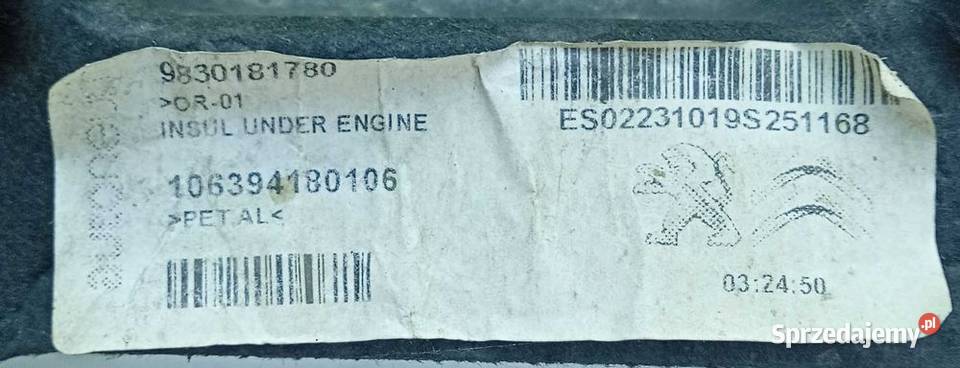 9830181780
>OR-01
INSUL UNDER ENGINE
106394180106
>PET.AL<
ES02231019S251168
03:24:50
Sprzedajemy.pl